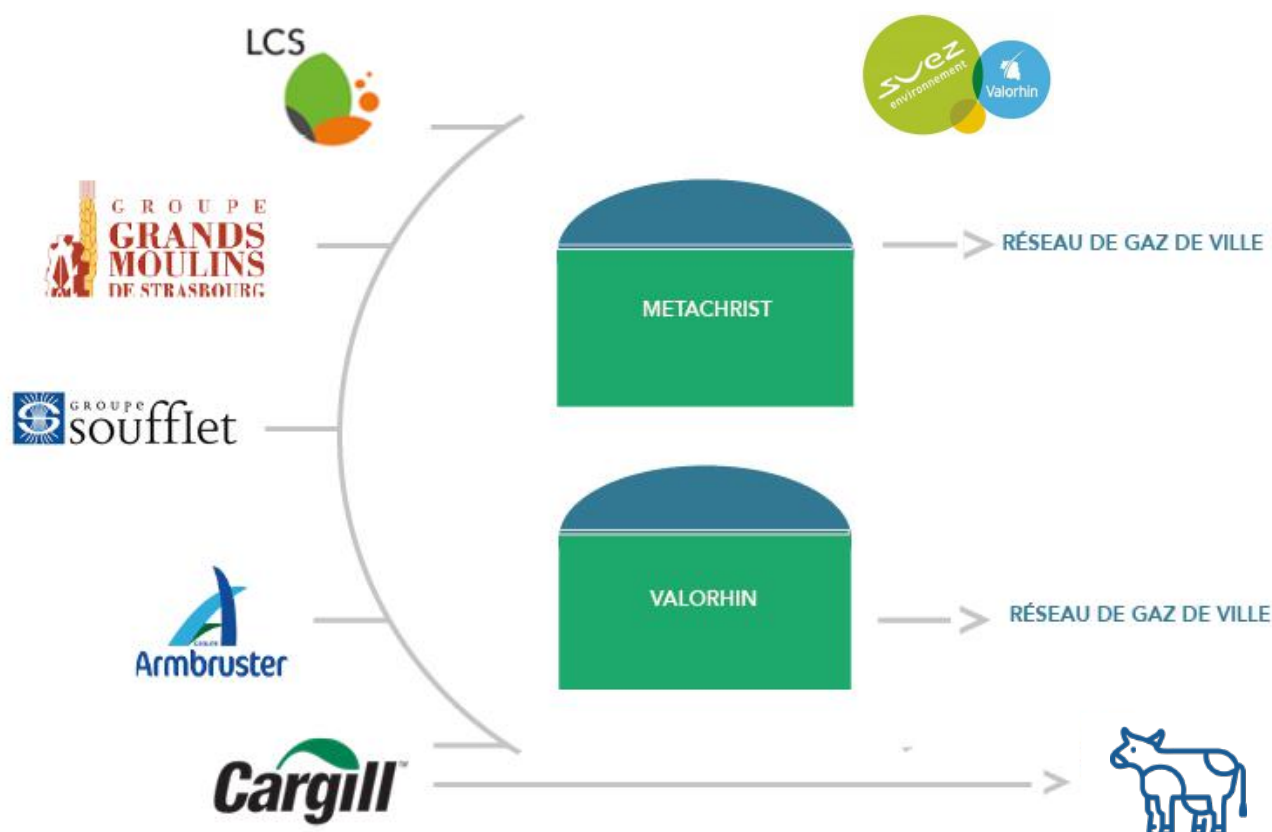 LCS
suez
environnement
Valorhin
GROUPE
GRANDS
MOULINS
DE STRASBOURG
RÉSEAU DE GAZ DE VILLE
METACHRIST
GROUPE
soufflet
VALORHIN
RÉSEAU DE GAZ DE VILLE
Armbruster
Cargill™